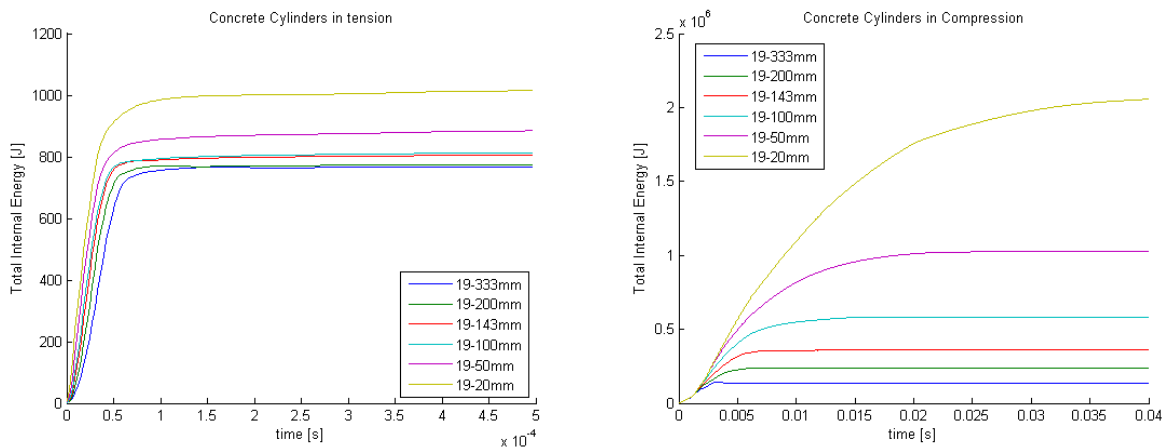 Concrete Cylinders in tension
1200
1000
800
600
400
200
0
Total Internal Energy [J]
0 0.5 1 1.5 2 2.5 3 3.5 4 4.5 5
time [s]
x 10^-4
19-333mm
19-200mm
19-143mm
19-100mm
19-50mm
19-20mm
Concrete Cylinders in Compression
x 10^6
2.5
2
1.5
1
0.5
0
Total Internal Energy [J]
0 0.005 0.01 0.015 0.02 0.025 0.03 0.035 0.04
time [s]
19-333mm
19-200mm
19-143mm
19-100mm
19-50mm
19-20mm